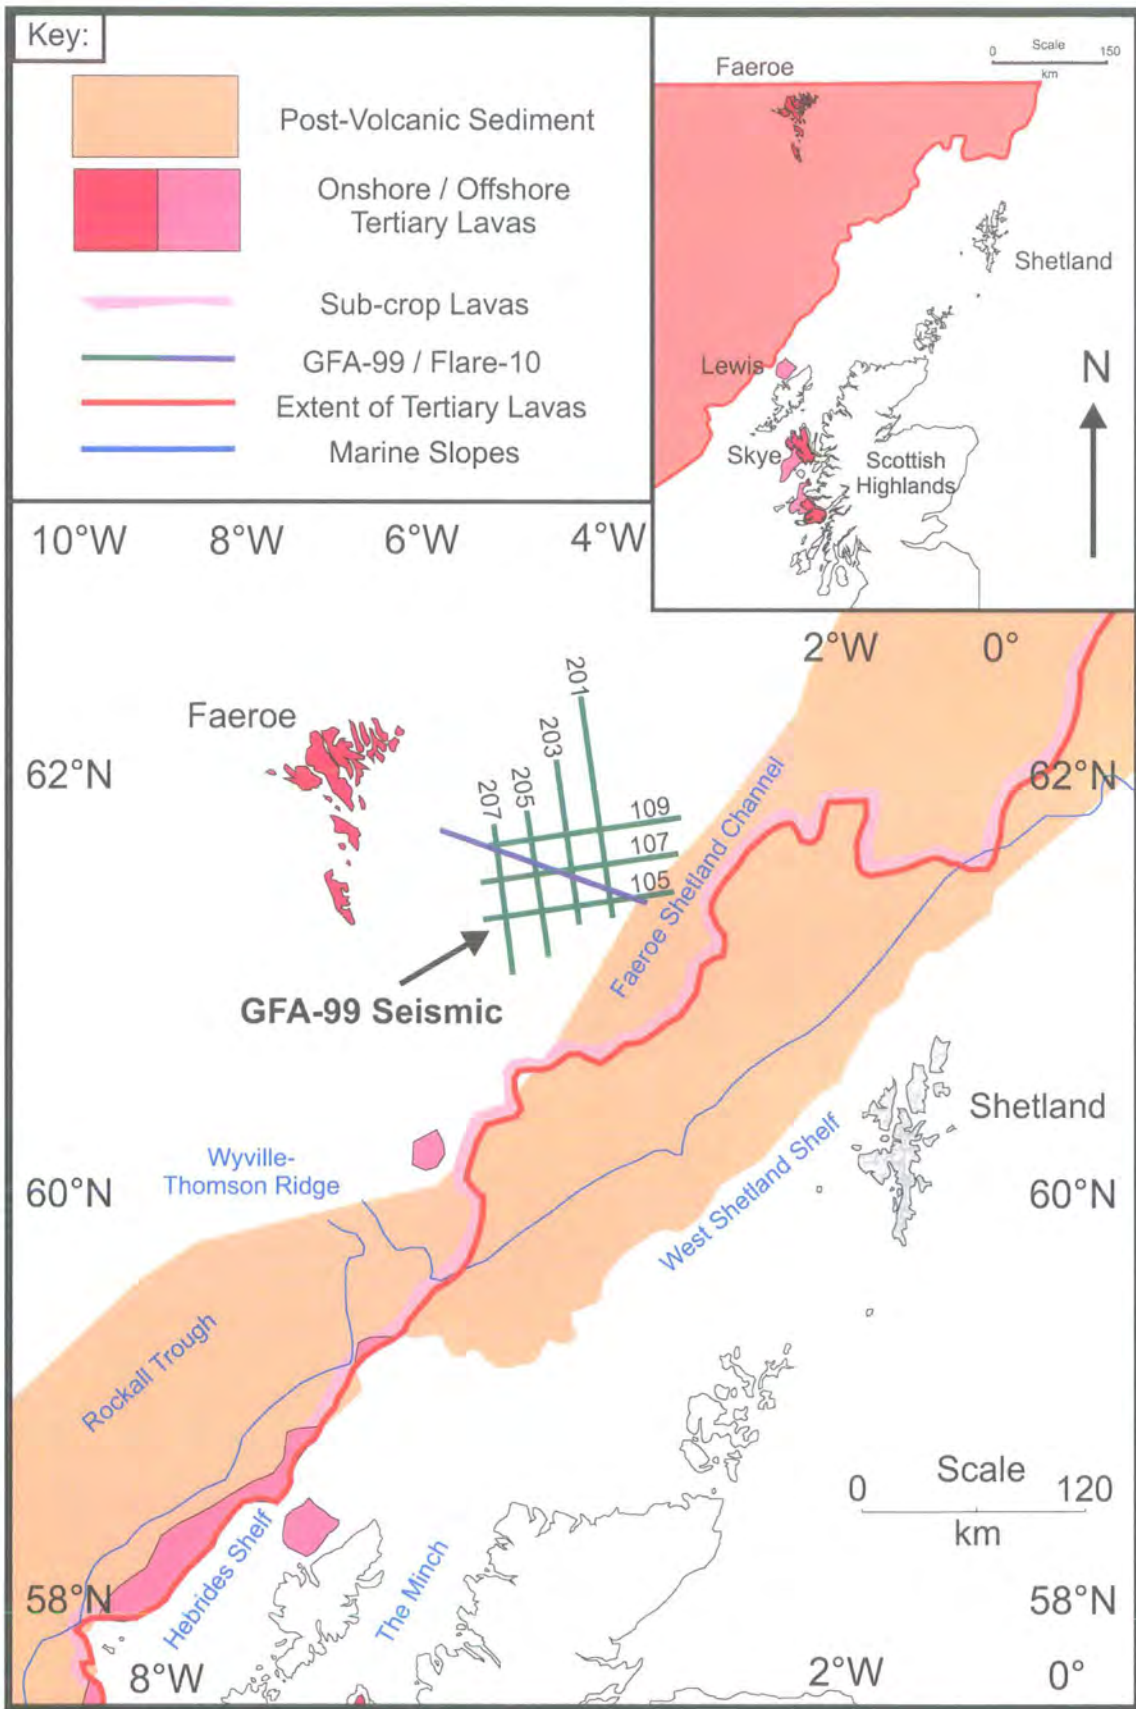 Key:
Post-Volcanic Sediment
Onshore / Offshore
Tertiary Lavas
Sub-crop Lavas
GFA-99 / Flare-10
Extent of Tertiary Lavas
Marine Slopes
Scale
0 150
km
Faeroe
Shetland
Lewis
N
Skye
Scottish
Highlands
10°W 8°W 6°W 4°W
2°W 0°
201
Faeroe
203
62°N
62°N
205
207
109
107
105
Faeroe Shetland Channel
GFA-99 Seismic
Shetland
Wyville-
Thomson Ridge
60°N
60°N
West Shetland Shelf
Rockall Trough
Scale
0 120
km
Hebrides Shelf
The Minch
58°N
58°N
8°W
2°W
0°